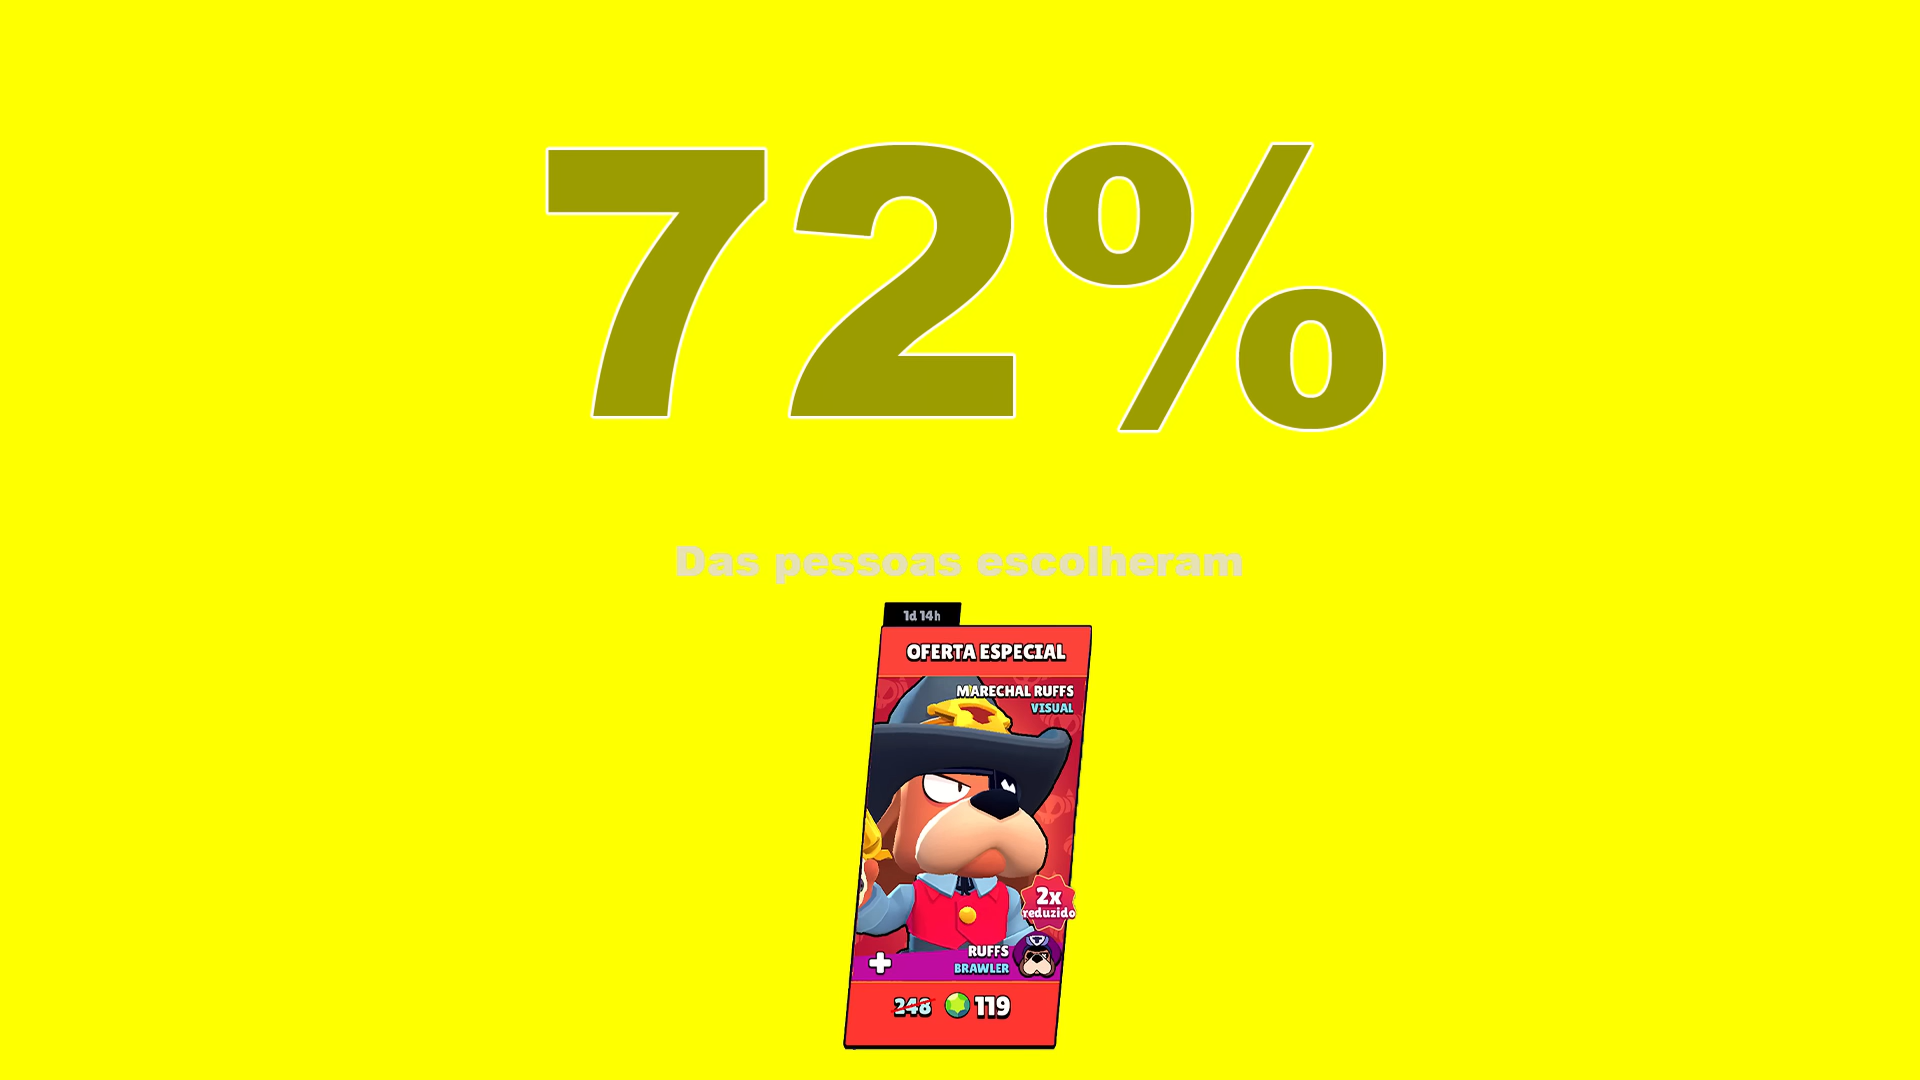 72%
Das pessoas escolheram
1d 14h
OFERTA ESPECIAL
MARECHAL RUFFS
VISUAL
2x
reduzido
RUFFS
BRAWLER
248 119